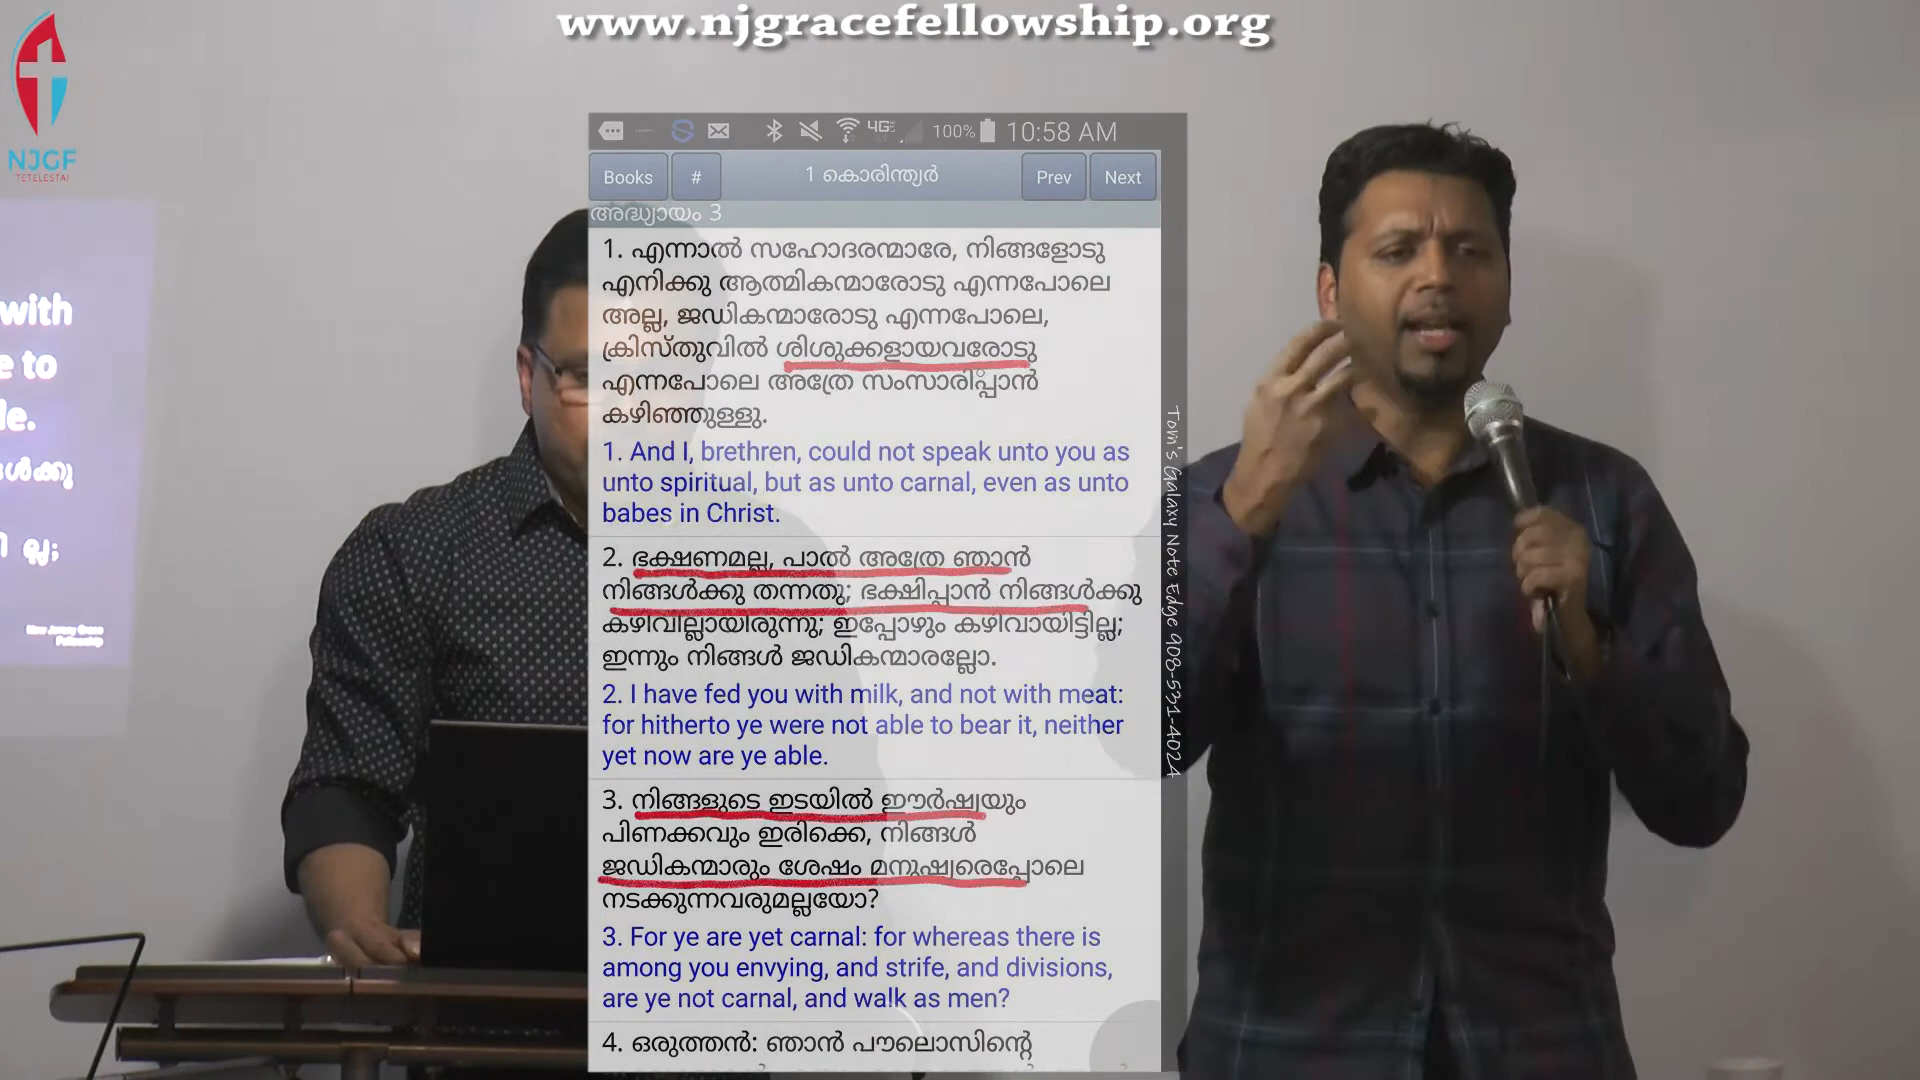 www.njgracefellowship.org
NJGF
TETELESTAI
with
e to
le.
ൾക്കു
ല്ല;
New Jersey Grace
Fellowship
4G 100% 10:58 AM
Books # 1 കൊരിന്ത്യർ Prev Next
അദ്ധ്യായം 3
1. എന്നാൽ സഹോദരന്മാരേ, നിങ്ങളോടു
എനിക്കു ആത്മികന്മാരോടു എന്നപോലെ
അല്ല, ജഡികന്മാരോടു എന്നപോലെ,
ക്രിസ്തുവിൽ ശിശുക്കളായവരോടു
എന്നപോലെ അത്രേ സംസാരിപ്പാൻ
കഴിഞ്ഞുള്ളു.
1. And I, brethren, could not speak unto you as
unto spiritual, but as unto carnal, even as unto
babes in Christ.
2. ഭക്ഷണമല്ല, പാൽ അത്രേ ഞാൻ
നിങ്ങൾക്കു തന്നതു; ഭക്ഷിപ്പാൻ നിങ്ങൾക്കു
കഴിവില്ലായിരുന്നു; ഇപ്പോഴും കഴിവായിട്ടില്ല;
ഇന്നും നിങ്ങൾ ജഡികന്മാരല്ലോ.
2. I have fed you with milk, and not with meat:
for hitherto ye were not able to bear it, neither
yet now are ye able.
3. നിങ്ങളുടെ ഇടയിൽ ഈർഷ്യയും
പിണക്കവും ഇരിക്കെ, നിങ്ങൾ
ജഡികന്മാരും ശേഷം മനുഷ്യരെപ്പോലെ
നടക്കുന്നവരുമല്ലയോ?
3. For ye are yet carnal: for whereas there is
among you envying, and strife, and divisions,
are ye not carnal, and walk as men?
4. ഒരുത്തൻ: ഞാൻ പൗലൊസിന്റെ
Tom's Galaxy Note Edge 908-531-4024